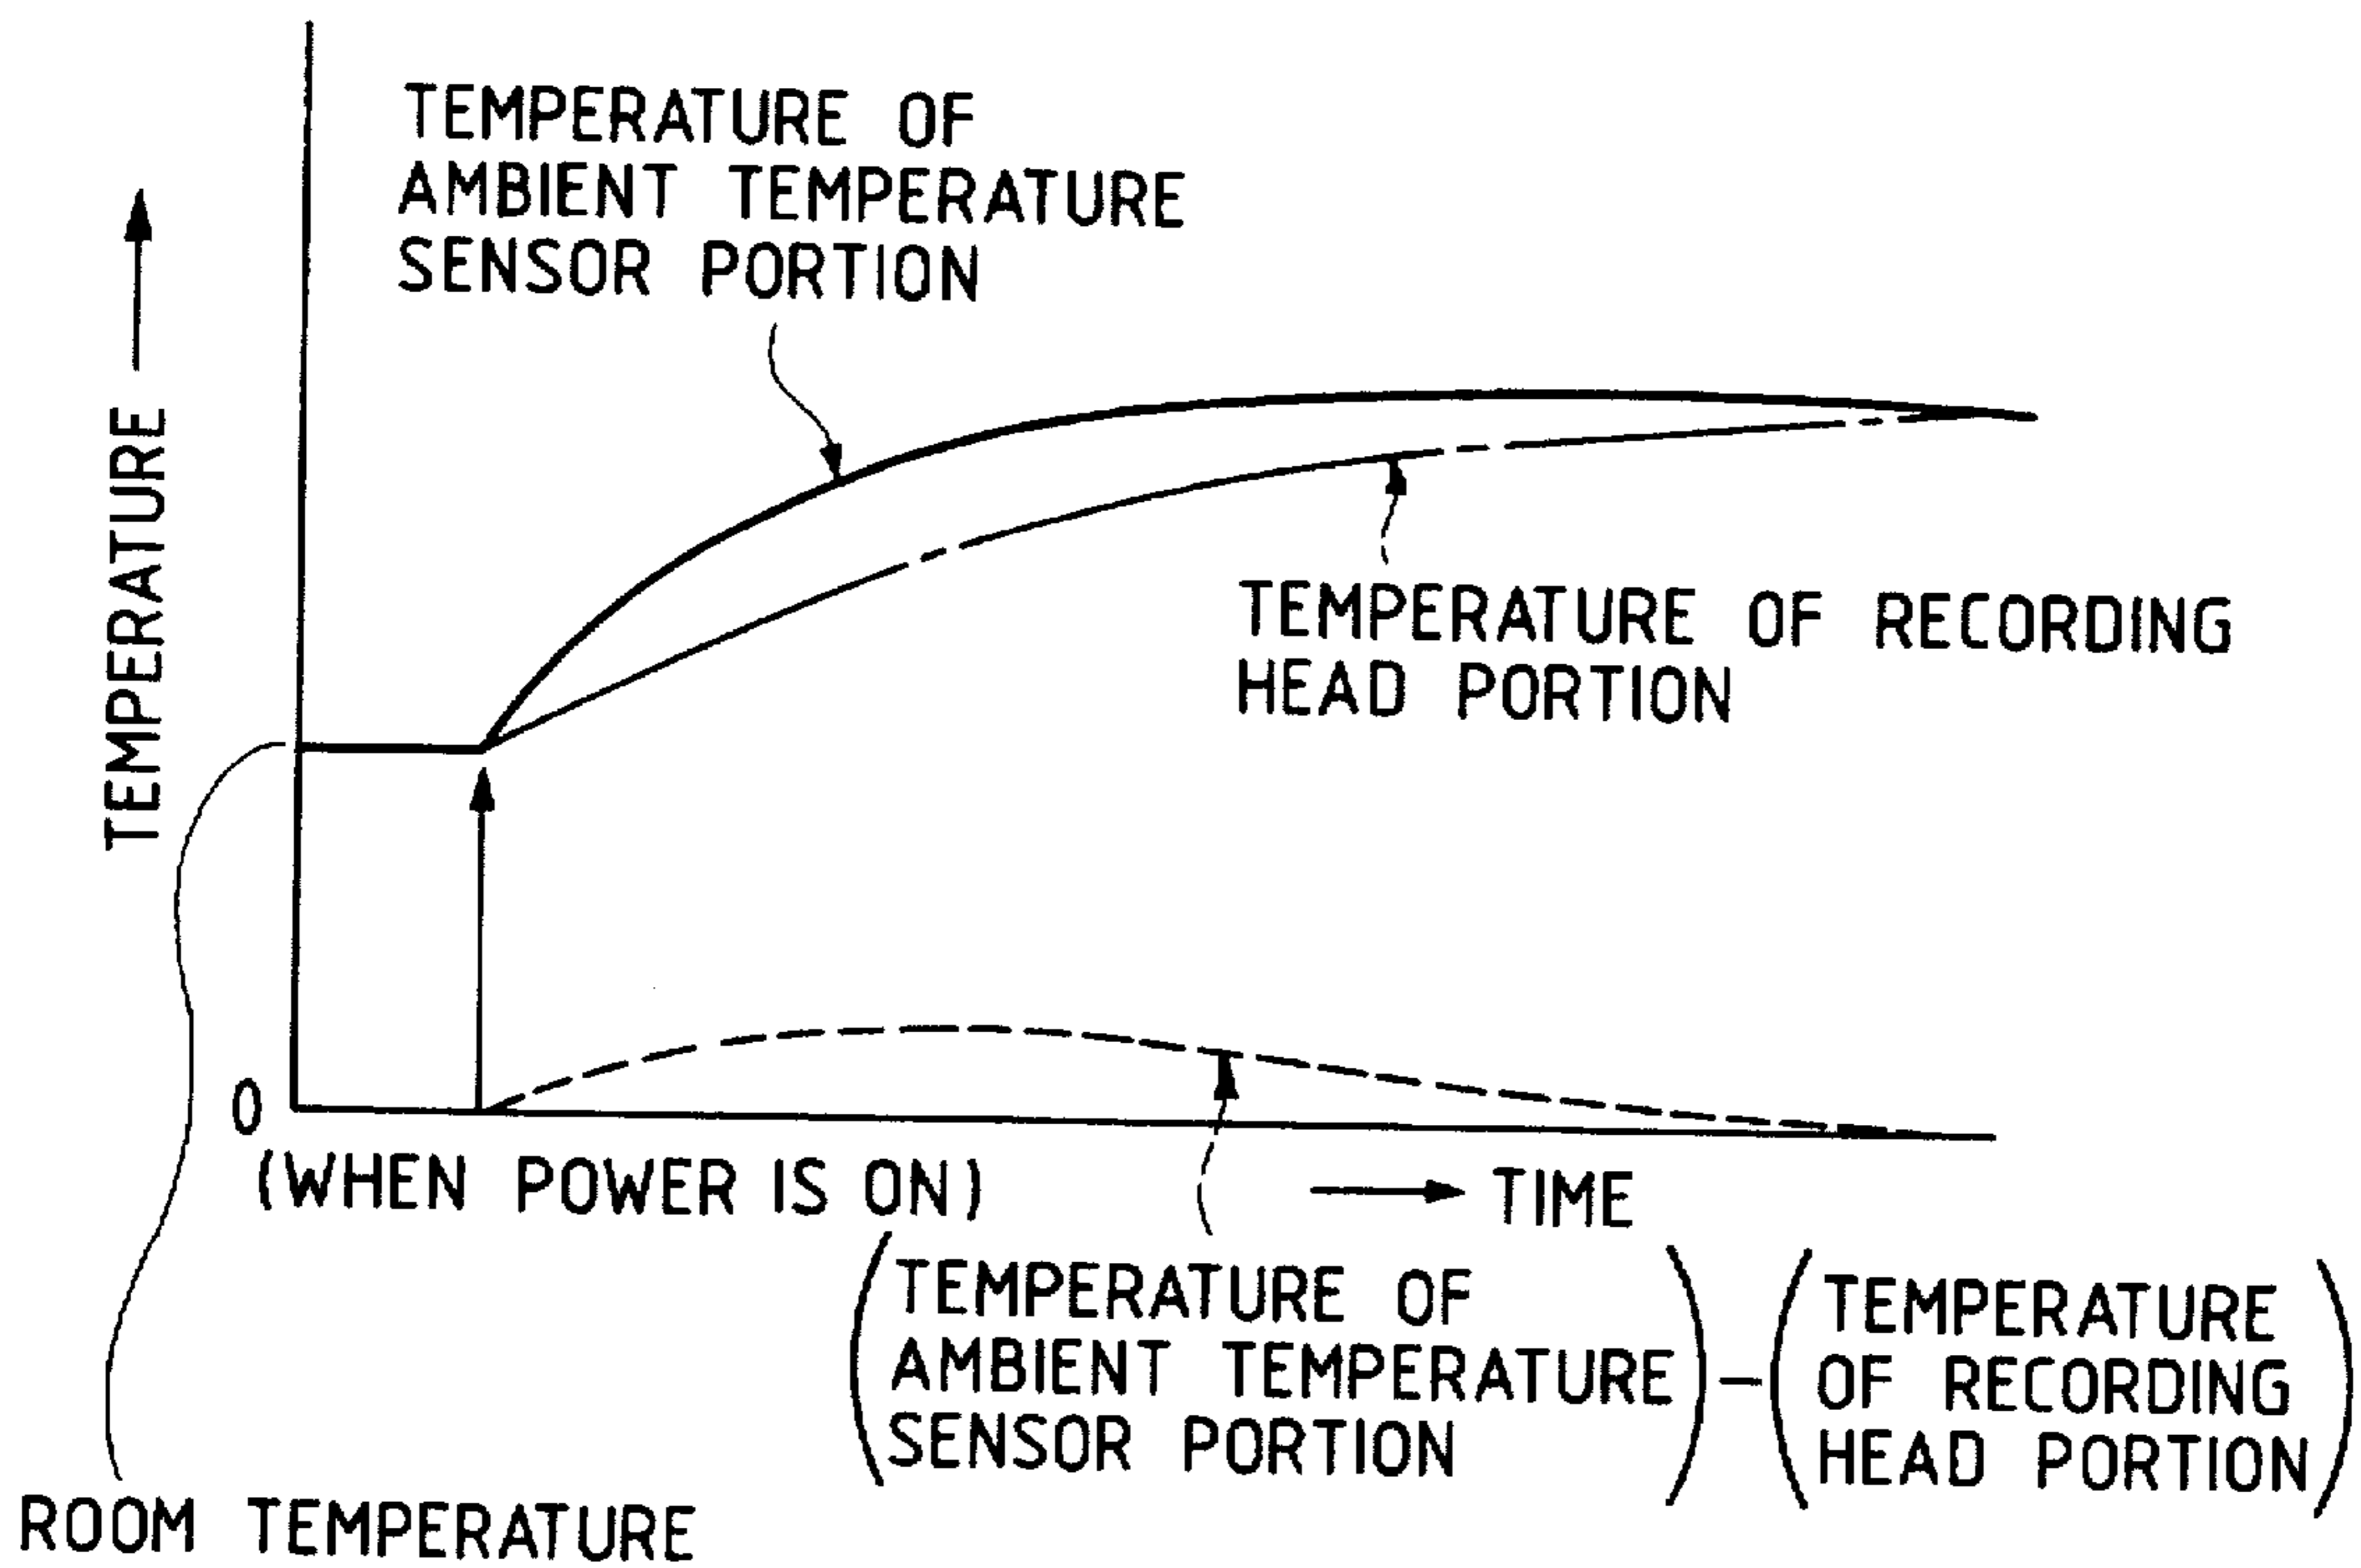 TEMPERATURE OF
AMBIENT TEMPERATURE
SENSOR PORTION
TEMPERATURE
TEMPERATURE OF RECORDING
HEAD PORTION
0
(WHEN POWER IS ON)
TIME
(TEMPERATURE OF
AMBIENT TEMPERATURE
SENSOR PORTION)
-
(TEMPERATURE
OF RECORDING
HEAD PORTION)
ROOM TEMPERATURE